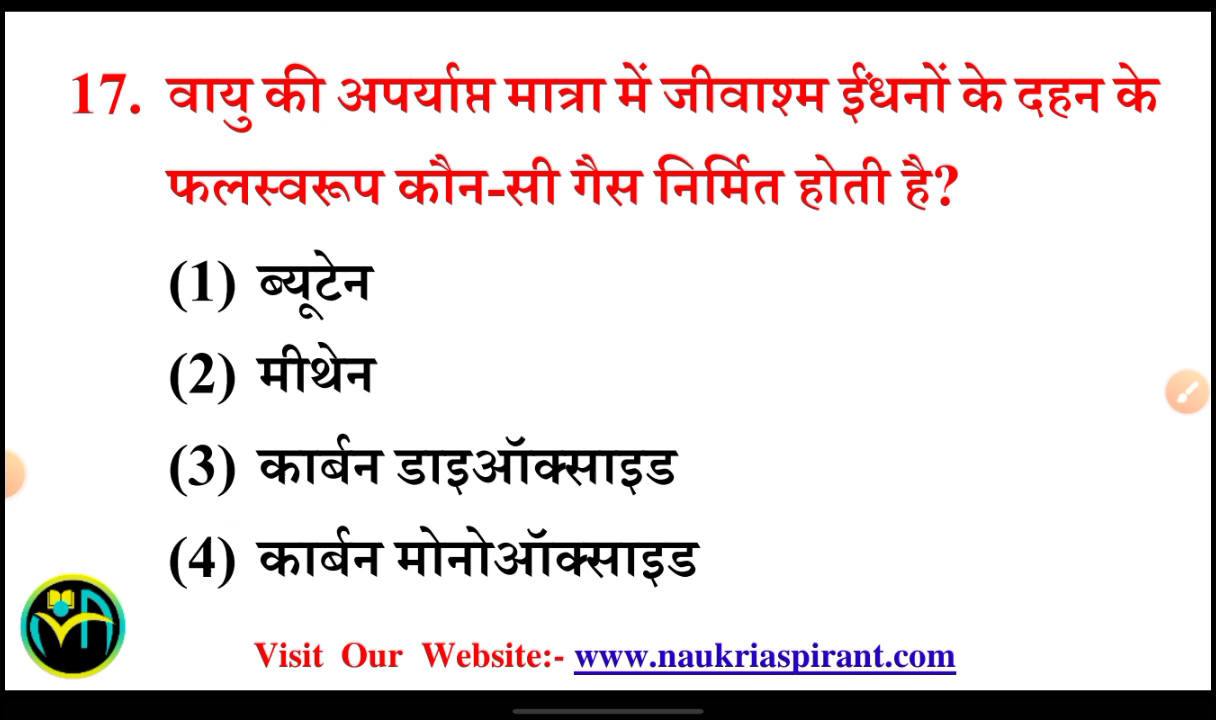 17. वायु की अपर्याप्त मात्रा में जीवाश्म ईंधनों के दहन के
फलस्वरूप कौन-सी गैस निर्मित होती है?
(1) ब्यूटेन
(2) मीथेन
(3) कार्बन डाइऑक्साइड
(4) कार्बन मोनोऑक्साइड
Visit Our Website:- www.naukriaspirant.com